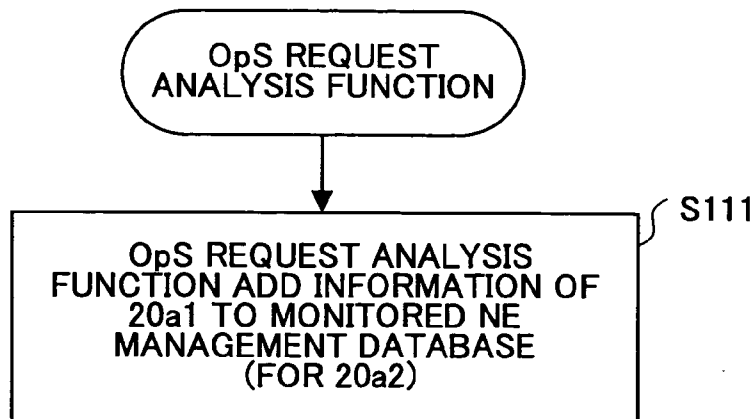 OpS REQUEST
ANALYSIS FUNCTION
S111
OpS REQUEST ANALYSIS
FUNCTION ADD INFORMATION OF
20a1 TO MONITORED NE
MANAGEMENT DATABASE
(FOR 20a2)